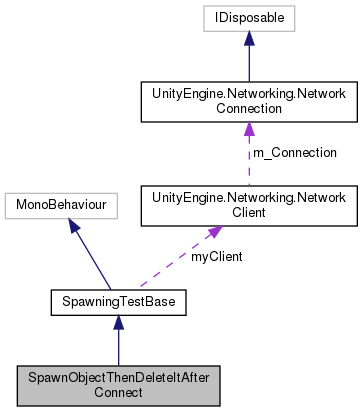 IDisposable
UnityEngine.Networking.Network
Connection
m_Connection
UnityEngine.Networking.Network
Client
MonoBehaviour
myClient
SpawningTestBase
SpawnObjectThenDeleteItAfter
Connect